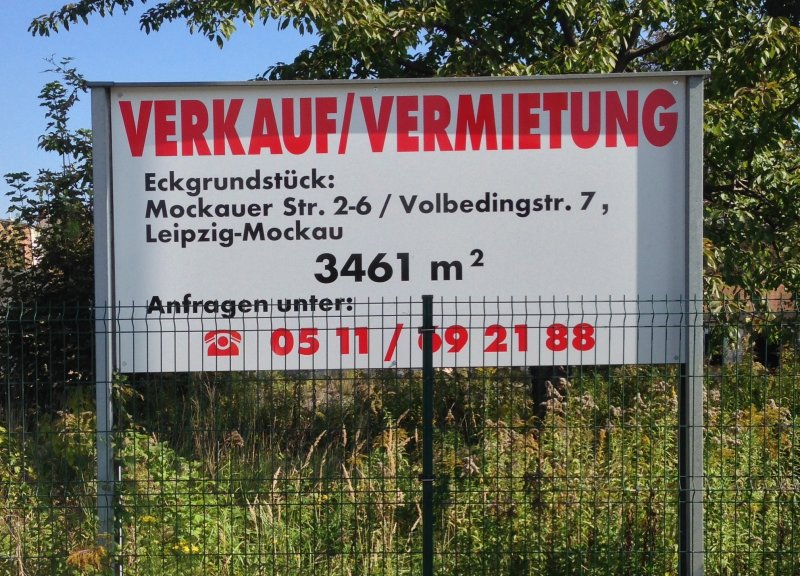 VERKAUF/VERMIETUNG
Eckgrundstück:
Mockauer Str. 2-6 / Volbedingstr. 7,
Leipzig-Mockau
3461 m²
Anfragen unter:
☎ 05 11 / 69 21 88